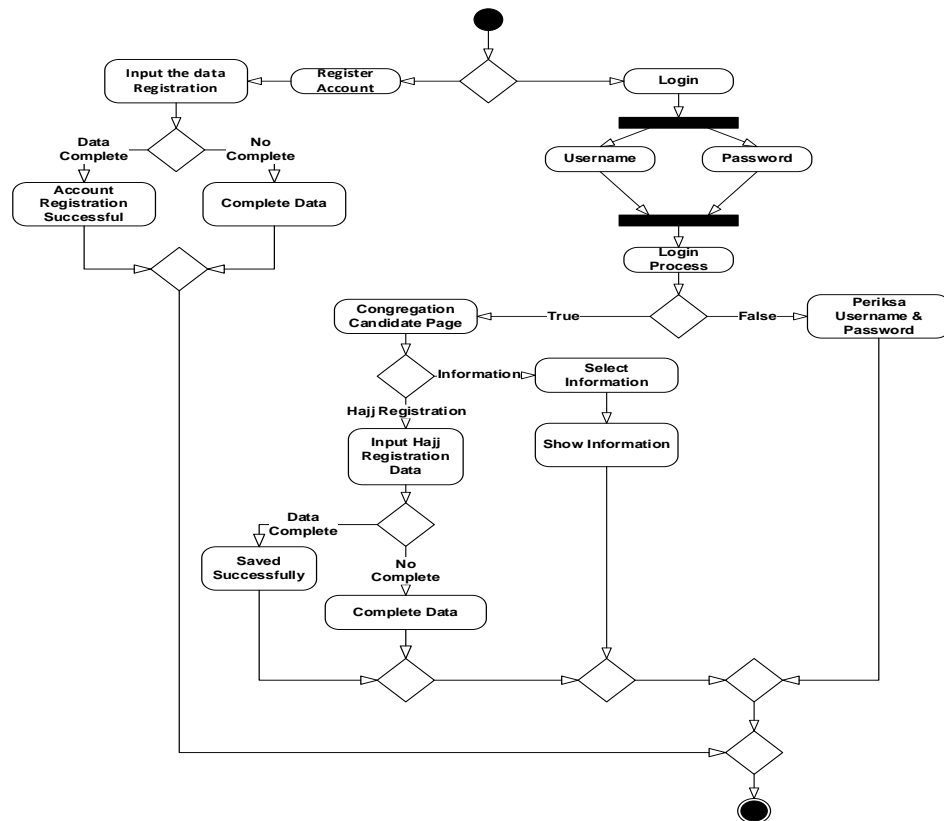 Input the data
Registration
Register
Account
Login
Data
Complete
No
Complete
Username
Password
Account
Registration
Successful
Complete Data
Login
Process
Congregation
Candidate Page
True
False
Periksa
Username &
Password
Information
Select
Information
Hajj Registration
Input Hajj
Registration
Data
Show Information
Data
Complete
Saved
Successfully
No
Complete
Complete Data